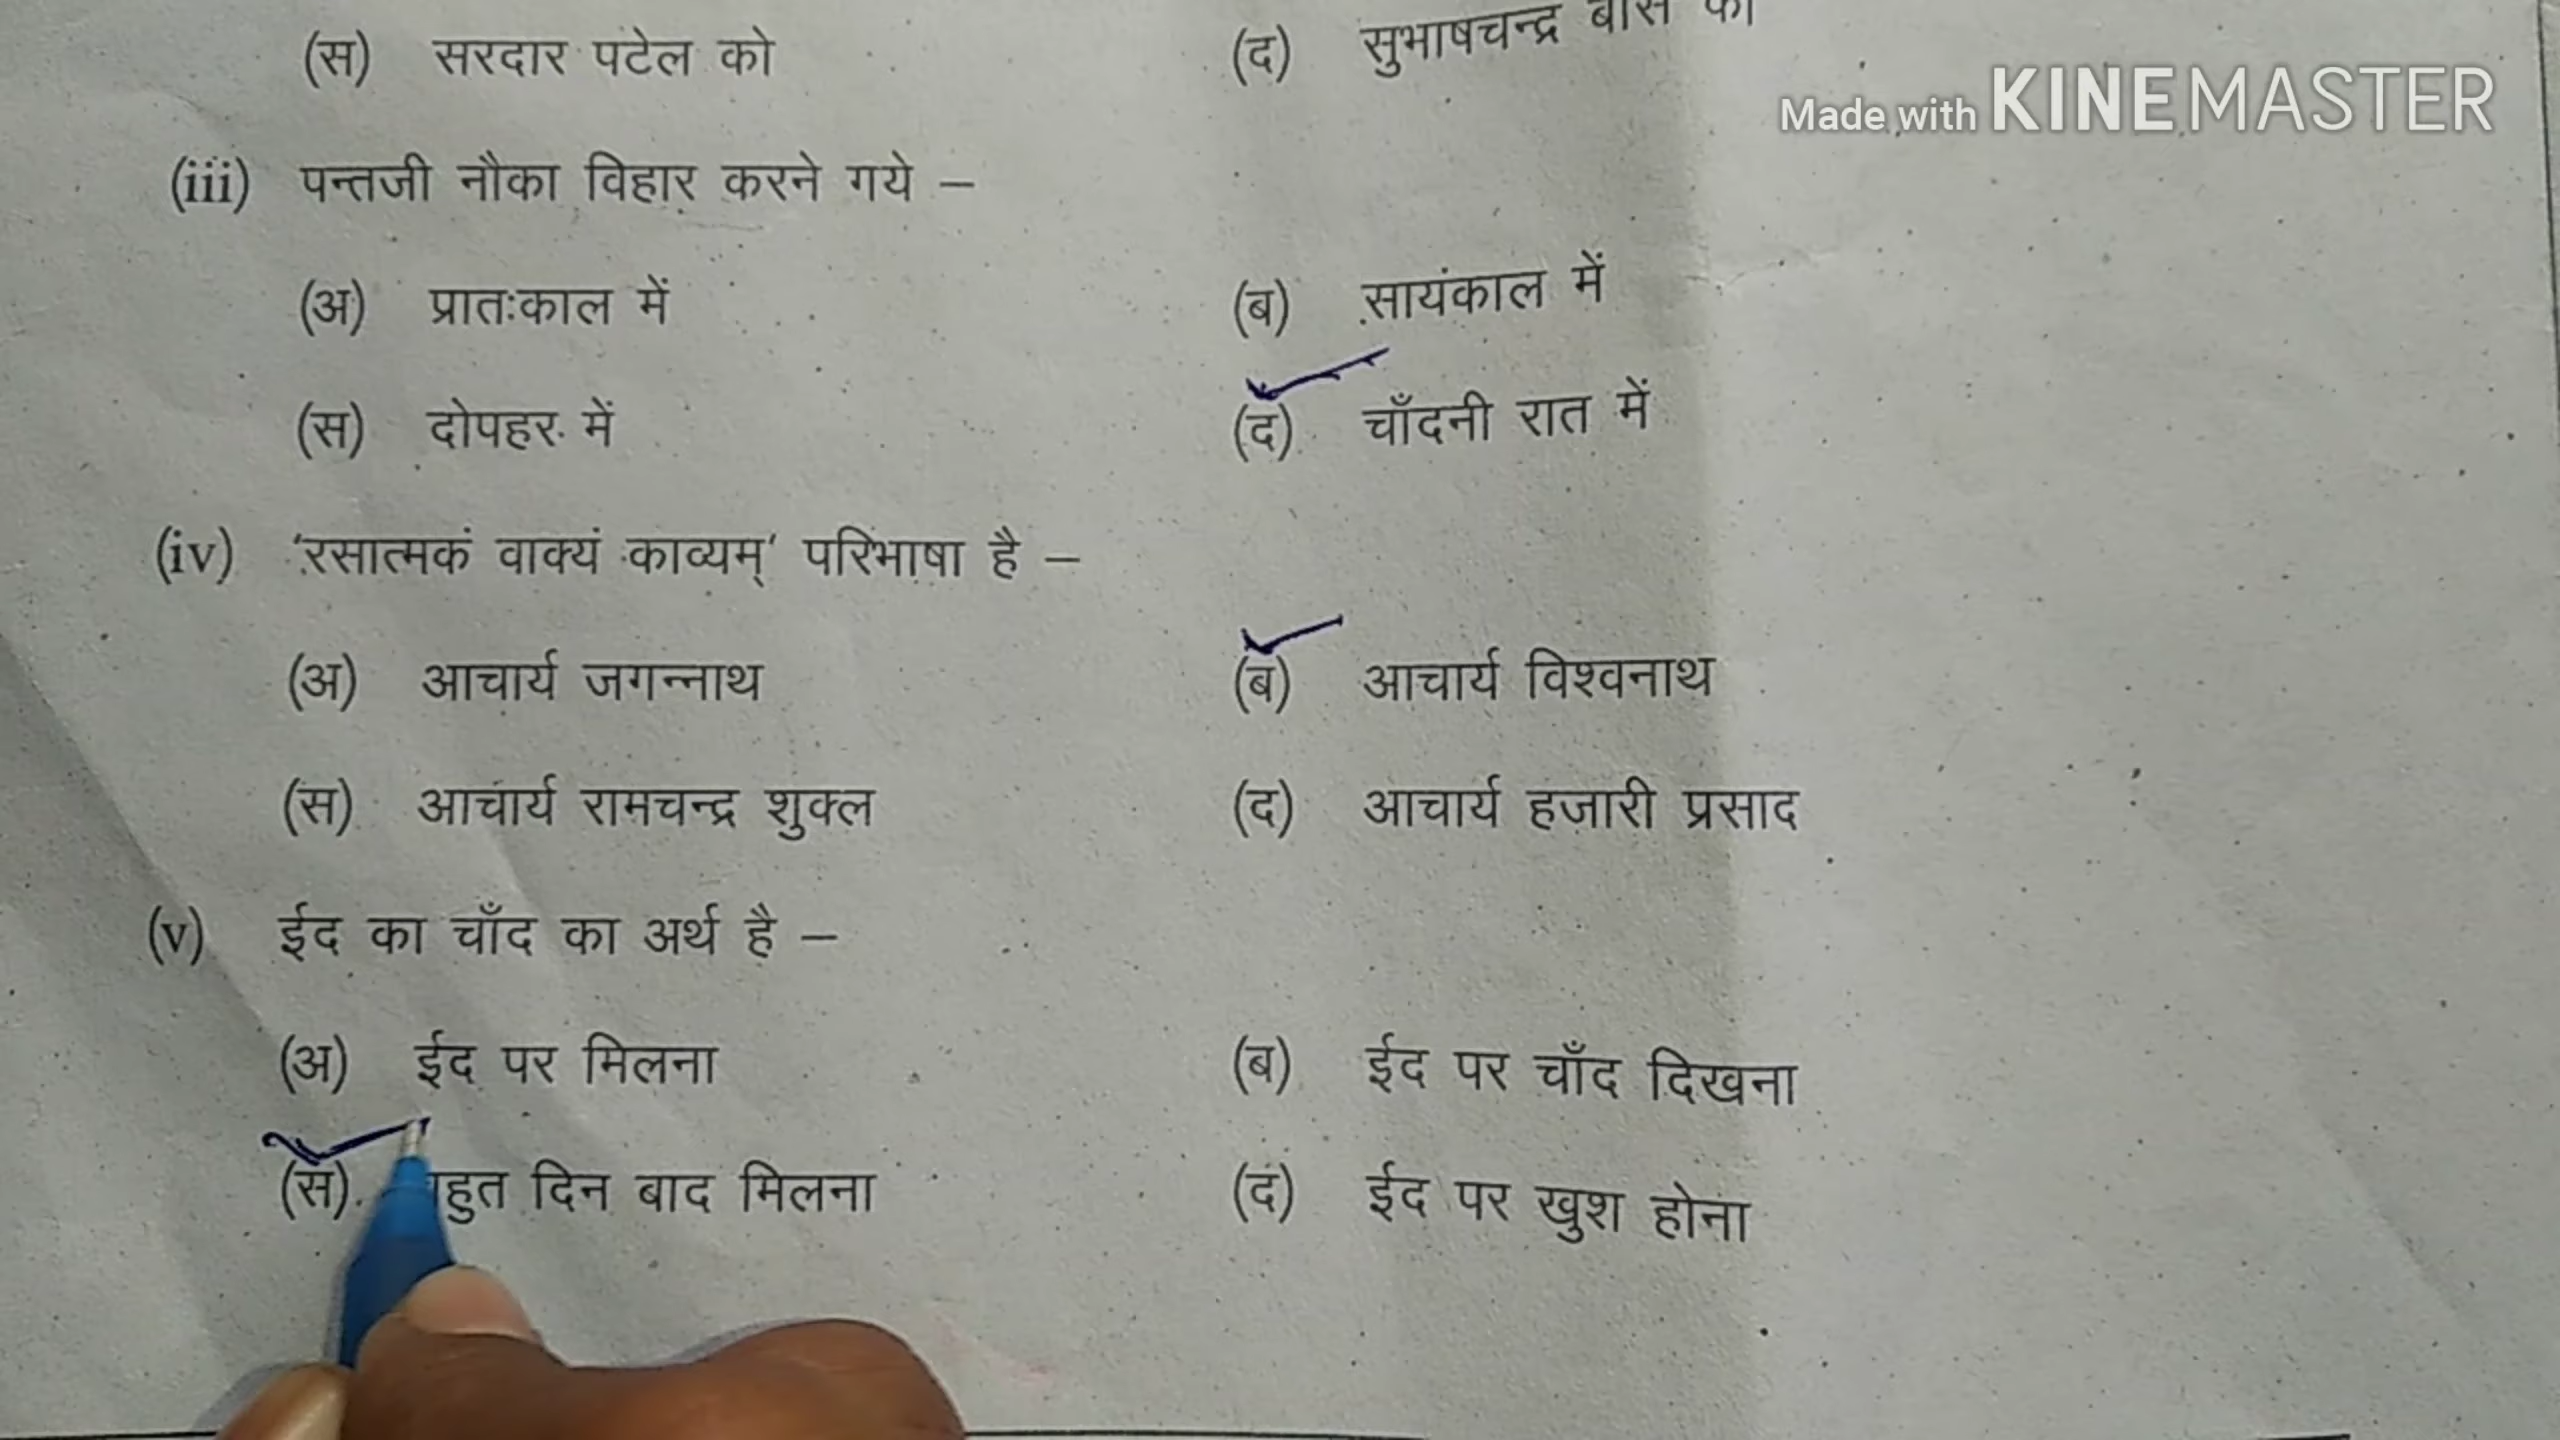 (स) सरदार पटेल को (द) सुभाषचन्द्र बोस को
Made with KINEMASTER
(iii) पन्तजी नौका विहार करने गये –
(अ) प्रातःकाल में (ब) सायंकाल में
(स) दोपहर में (द) चाँदनी रात में
(iv) 'रसात्मकं वाक्यं काव्यम्' परिभाषा है –
(अ) आचार्य जगन्नाथ (ब) आचार्य विश्वनाथ
(स) आचार्य रामचन्द्र शुक्ल (द) आचार्य हजारी प्रसाद
(v) ईद का चाँद का अर्थ है –
(अ) ईद पर मिलना (ब) ईद पर चाँद दिखना
(स) बहुत दिन बाद मिलना (द) ईद पर खुश होना